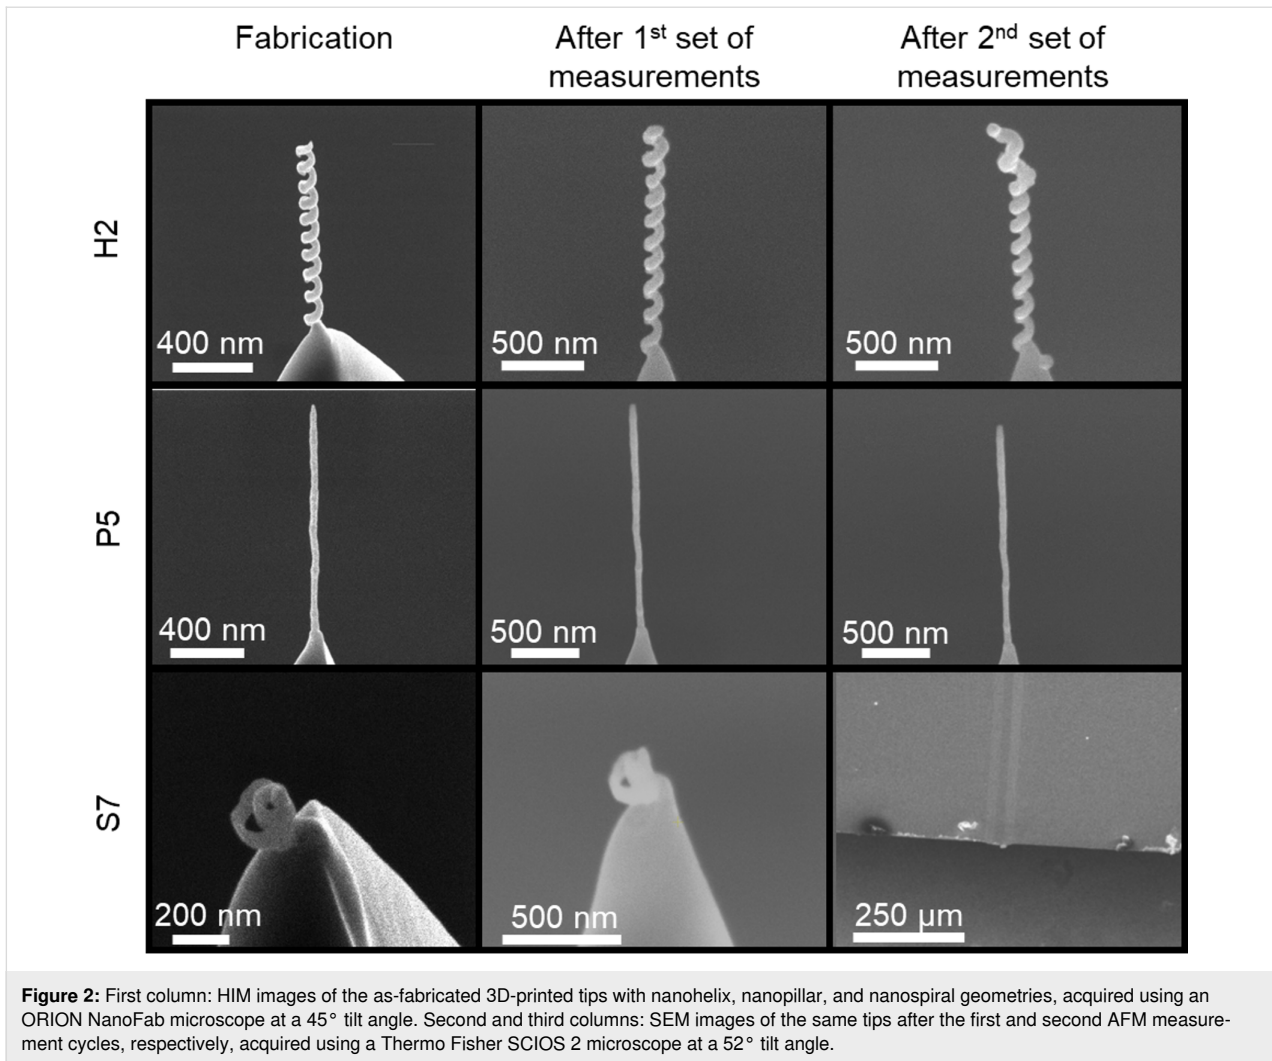 Fabrication
After 1st set of
measurements
After 2nd set of
measurements
H2
400 nm
500 nm
500 nm
P5
400 nm
500 nm
500 nm
S7
200 nm
500 nm
250 µm
Figure 2: First column: HIM images of the as-fabricated 3D-printed tips with nanohelix, nanopillar, and nanospiral geometries, acquired using an
ORION NanoFab microscope at a 45° tilt angle. Second and third columns: SEM images of the same tips after the first and second AFM measure-
ment cycles, respectively, acquired using a Thermo Fisher SCIOS 2 microscope at a 52° tilt angle.